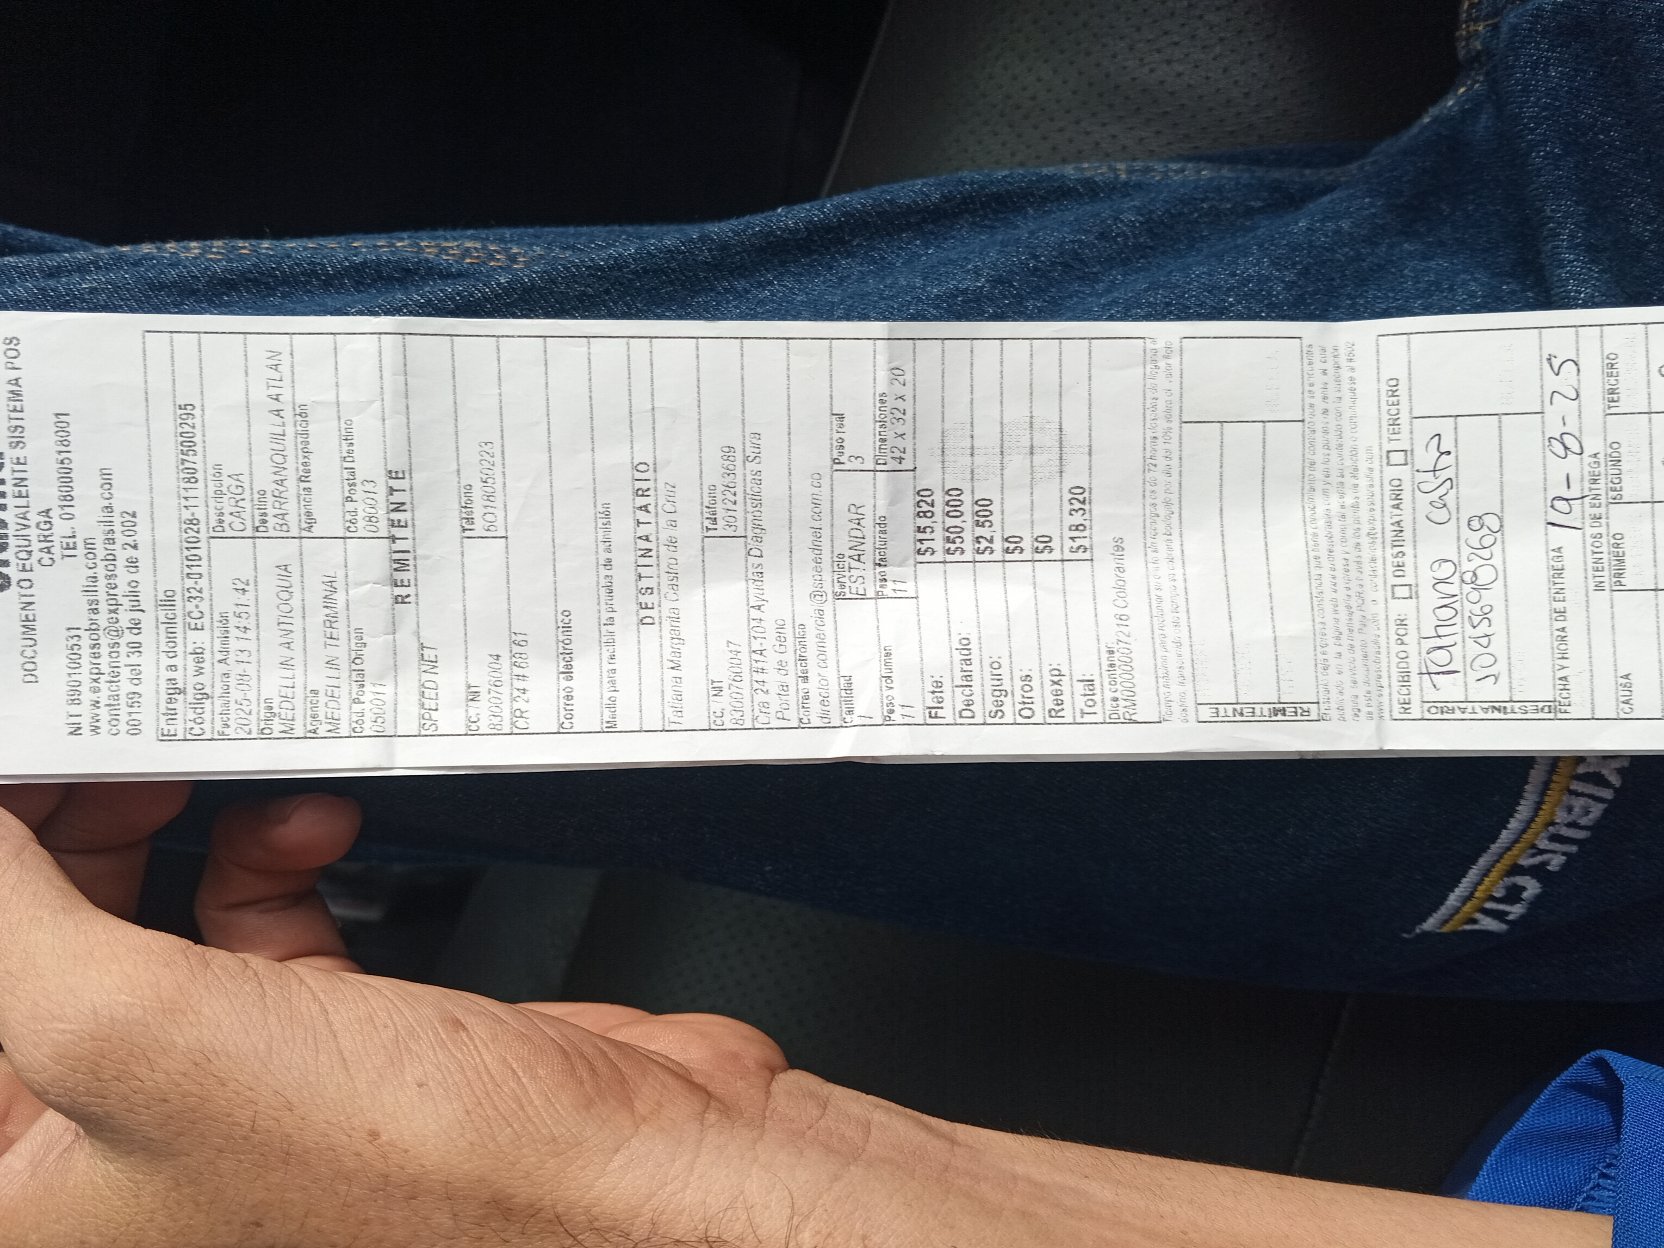 DOCUMENTO EQUIVALENTE SISTEMA POS
CARGA
NIT 890100531 TEL. 018000518001
www.expresobrasilia.com
contactenos@expresobrasilia.com
00159 del 30 de julio de 2,002
Entrega a domicilio
Código web: EC-32-0101028-111807500295
Fecha/hora Admisión Descripción
2025-08-13 14:51:42 CARGA
Origen Destino
MEDELLIN ANTIOQUIA BARRANQUILLA ATLAN
Agencia Agencia Reexpedición
MEDELLIN TERMINAL
Cód. Postal Origen Cód. Postal Destino
050011 080013
REMITENTE
SPEED NET
CC. / NIT Teléfono
8300760004 6018050223
CR 24 # 68 61
Correo electrónico
Medio para recibir la prueba de admisión
DESTINATARIO
Tatiana Margarita Castro de la Cruz
CC. / NIT Teléfono
8300760047 3012263689
Cra 24 #1A-104 Ayudas Diagnosticas Sura
Portal de Geno
Correo electrónico
director.comercial@speednet.com.co
Cantidad Servicio Peso real
1 ESTANDAR 3
Peso volumen Peso facturado Dimensiones
11 11 42 x 32 x 20
Flete: $15,820
Declarado: $50,000
Seguro: $2,500
Otros: $0
Reexp: $0
Total: $18,320
Dice contener
RM0000007216 Colorantes
REMITENTE
RECIBIDO POR: DESTINATARIO TERCERO
DESTINATARIO
Tatiana Castro
1045698269
FECHA Y HORA DE ENTREGA 19-8-25
INTENTOS DE ENTREGA
CAUSA PRIMERO SEGUNDO TERCERO
XIBUS CTA